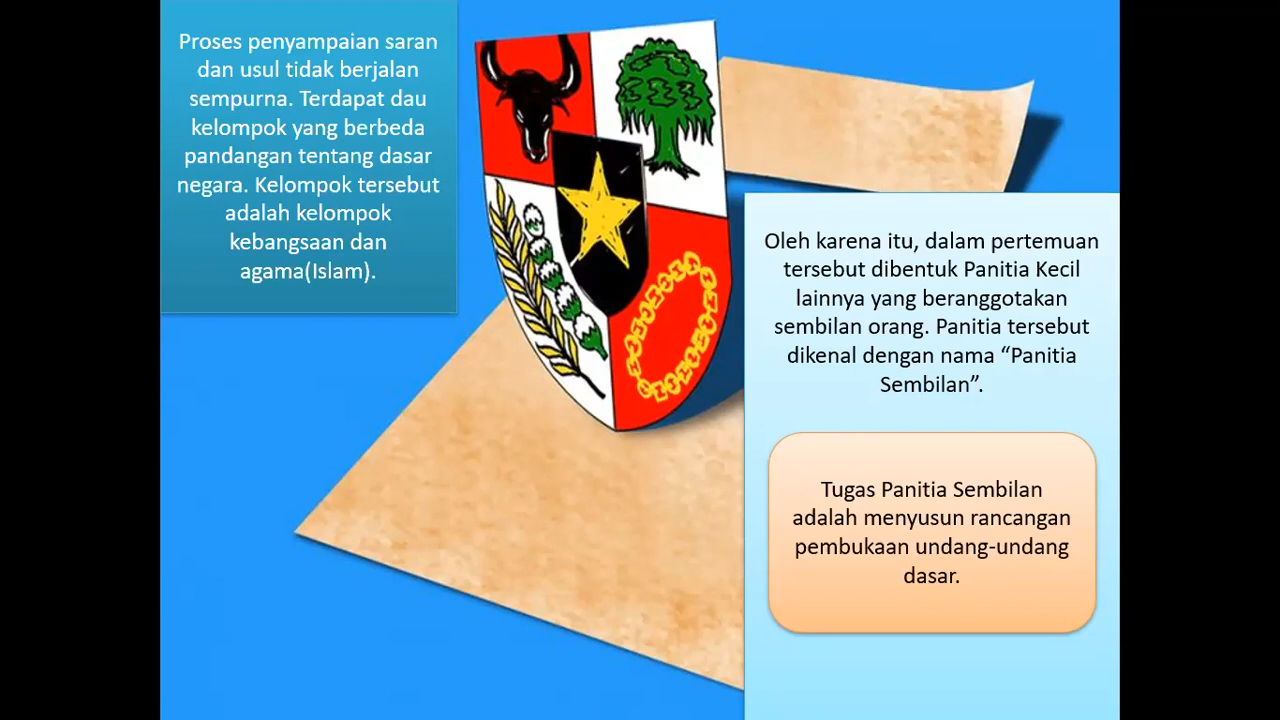 Proses penyampaian saran
dan usul tidak berjalan
sempurna. Terdapat dau
kelompok yang berbeda
pandangan tentang dasar
negara. Kelompok tersebut
adalah kelompok
kebangsaan dan
agama(Islam).
Oleh karena itu, dalam pertemuan
tersebut dibentuk Panitia Kecil
lainnya yang beranggotakan
sembilan orang. Panitia tersebut
dikenal dengan nama “Panitia
Sembilan”.
Tugas Panitia Sembilan
adalah menyusun rancangan
pembukaan undang-undang
dasar.